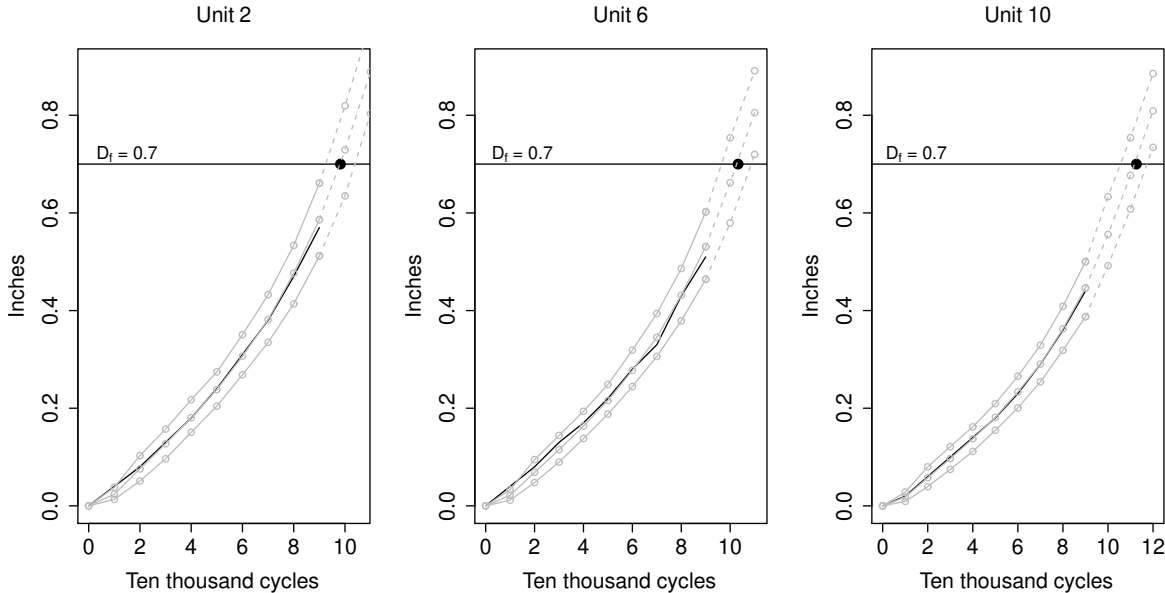 Unit 2
Inches
0.0 0.2 0.4 0.6 0.8
D_f = 0.7
0 2 4 6 8 10
Ten thousand cycles
Unit 6
Inches
0.0 0.2 0.4 0.6 0.8
D_f = 0.7
0 2 4 6 8 10
Ten thousand cycles
Unit 10
Inches
0.0 0.2 0.4 0.6 0.8
D_f = 0.7
0 2 4 6 8 10 12
Ten thousand cycles